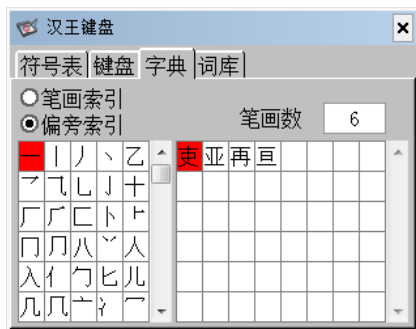 汉王键盘
符号表 键盘 字典 词库
笔画索引
偏旁索引
笔画数 6
一 丨 丿 丶 乙 吏 亚 再 亘
乛 ⺄ 乚 亅 十
厂 𠂆 匚 卜 ⺊
冂 ⺆ 八 丷 人
入 亻 勹 匕 儿
几 𠘨 亠 冫 冖